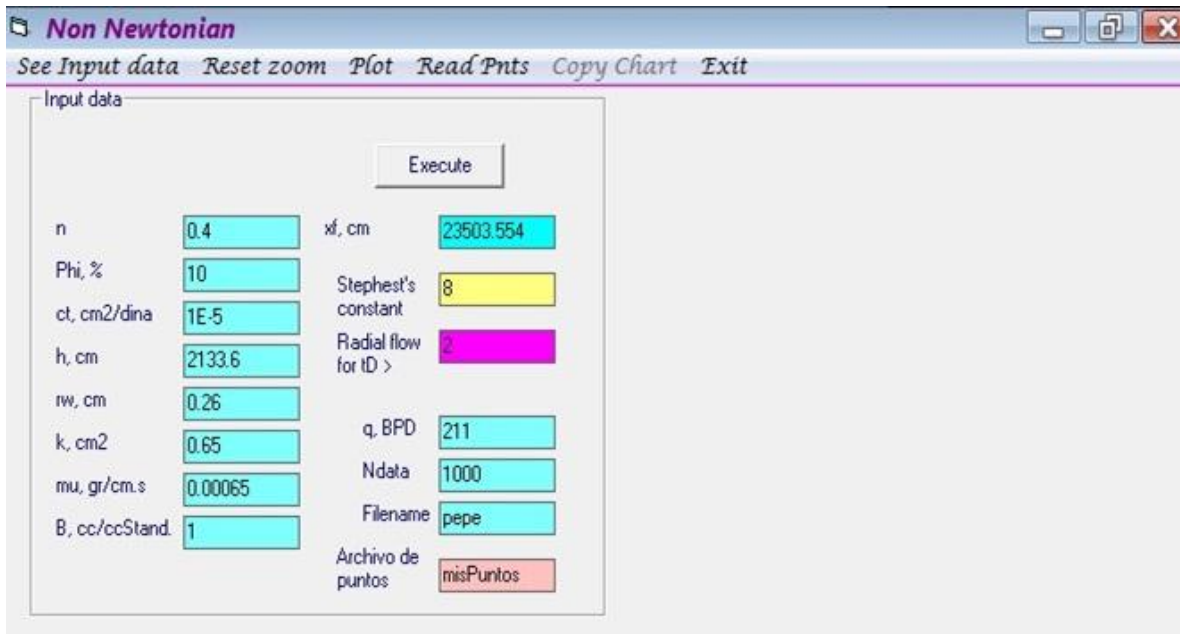 Non Newtonian
See Input data Reset zoom Plot Read Pnts Copy Chart Exit
Input data
Execute
n 0.4
Phi, % 10
ct, cm2/dina 1E-5
h, cm 2133.6
rw, cm 0.26
k, cm2 0.65
mu, gr/cm.s 0.00065
B, cc/ccStand. 1
xf, cm 23503.554
Stephest's
constant 8
Radial flow
for tD > 2
q, BPD 211
Ndata 1000
Filename pepe
Archivo de
puntos misPuntos